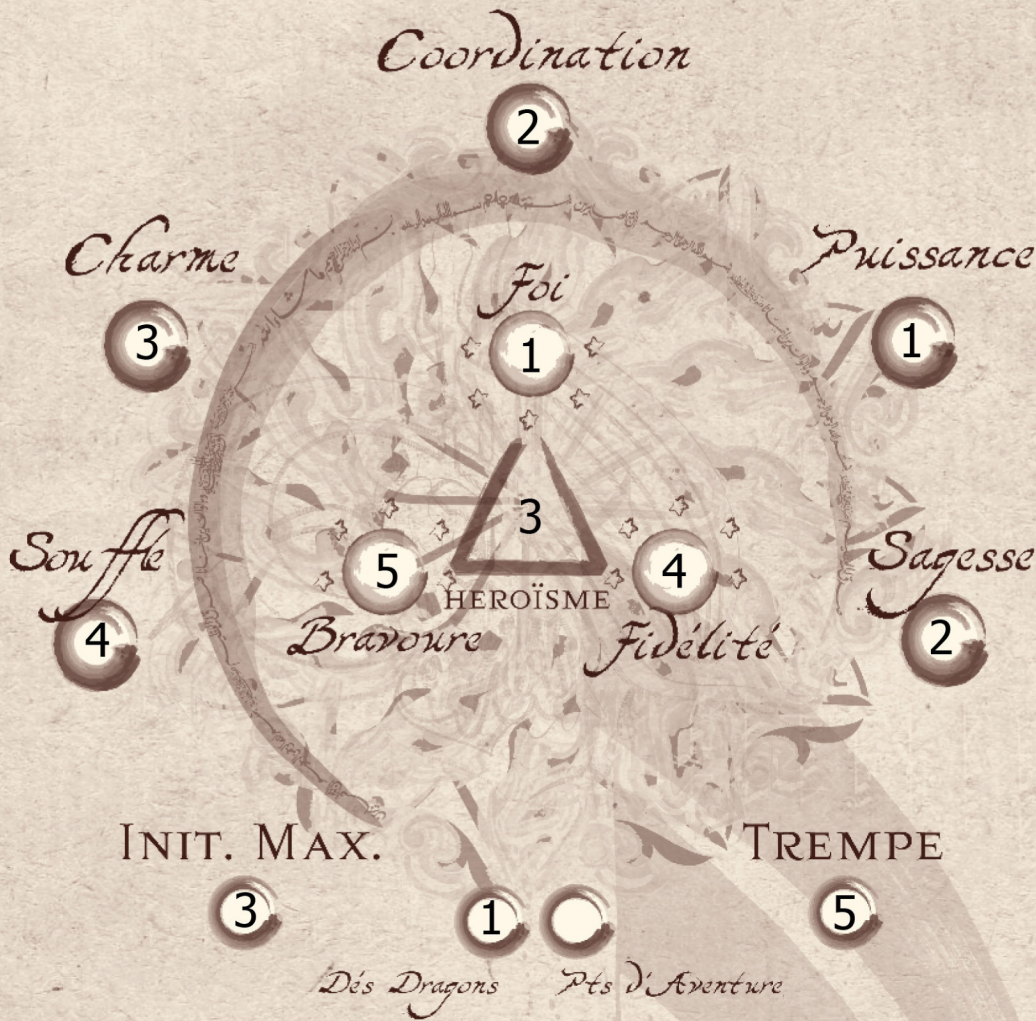 Coordination
2
Charme
3
Puissance
1
Foi
1
Souffle
4
Bravoure
5
3
HEROÏSME
Fidélité
4
Sagesse
2
INIT. MAX.
3
1
Dés Dragons
Pts d'Aventure
TREMPE
5